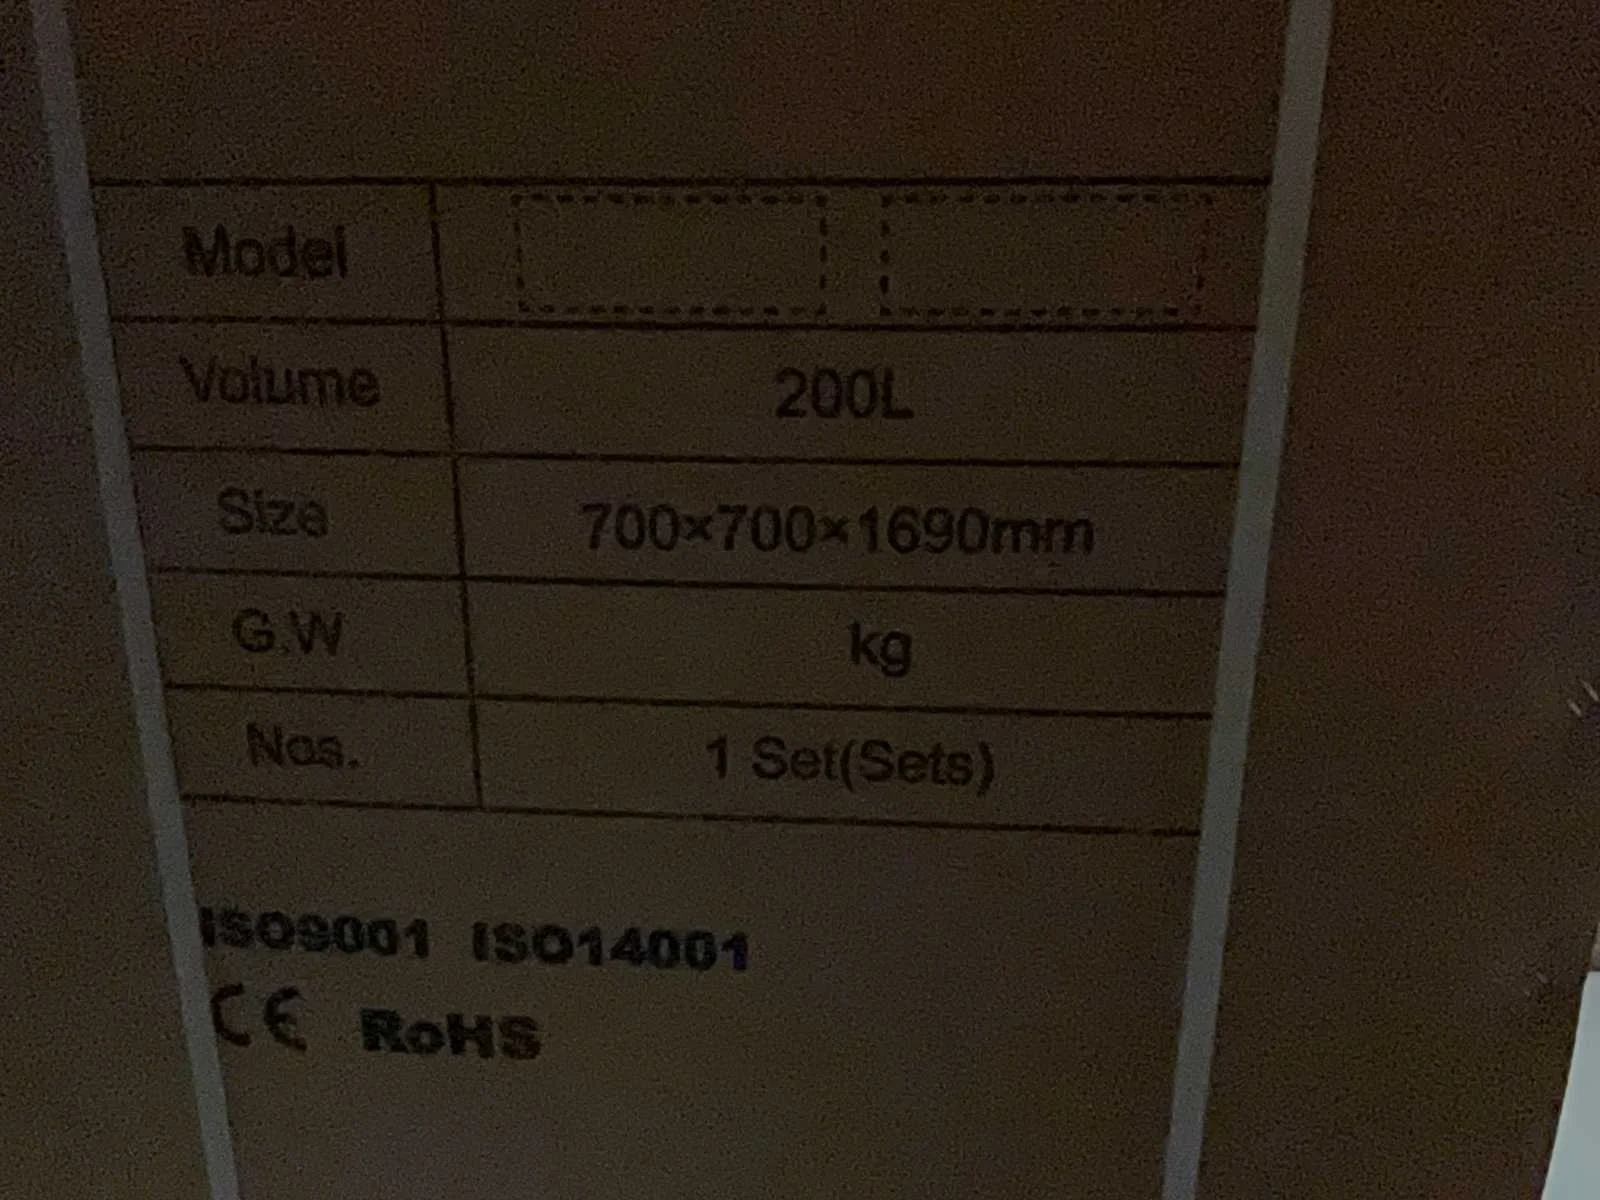 Model
Volume 200L
Size 700×700×1690mm
G.W kg
Nos. 1 Set(Sets)
ISO9001 ISO14001
CE RoHS